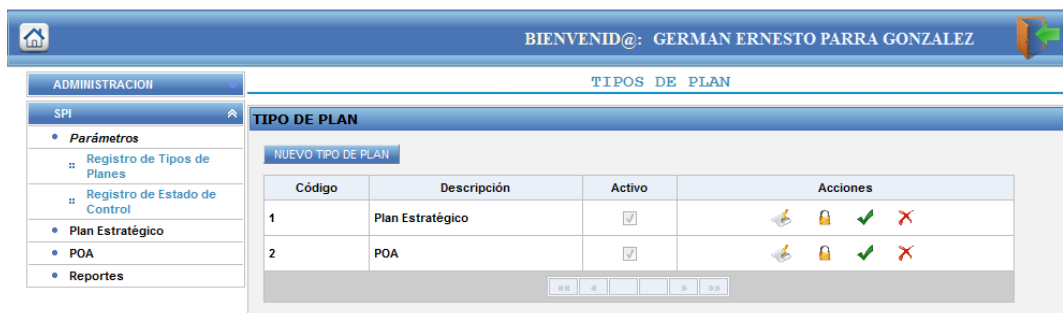 BIENVENID@: GERMAN ERNESTO PARRA GONZALEZ
ADMINISTRACION
SPI
Parámetros
Registro de Tipos de
Planes
Registro de Estado de
Control
Plan Estratégico
POA
Reportes
TIPOS DE PLAN
TIPO DE PLAN
NUEVO TIPO DE PLAN
Código Descripción Activo Acciones
1 Plan Estratégico
2 POA
«« « » »»